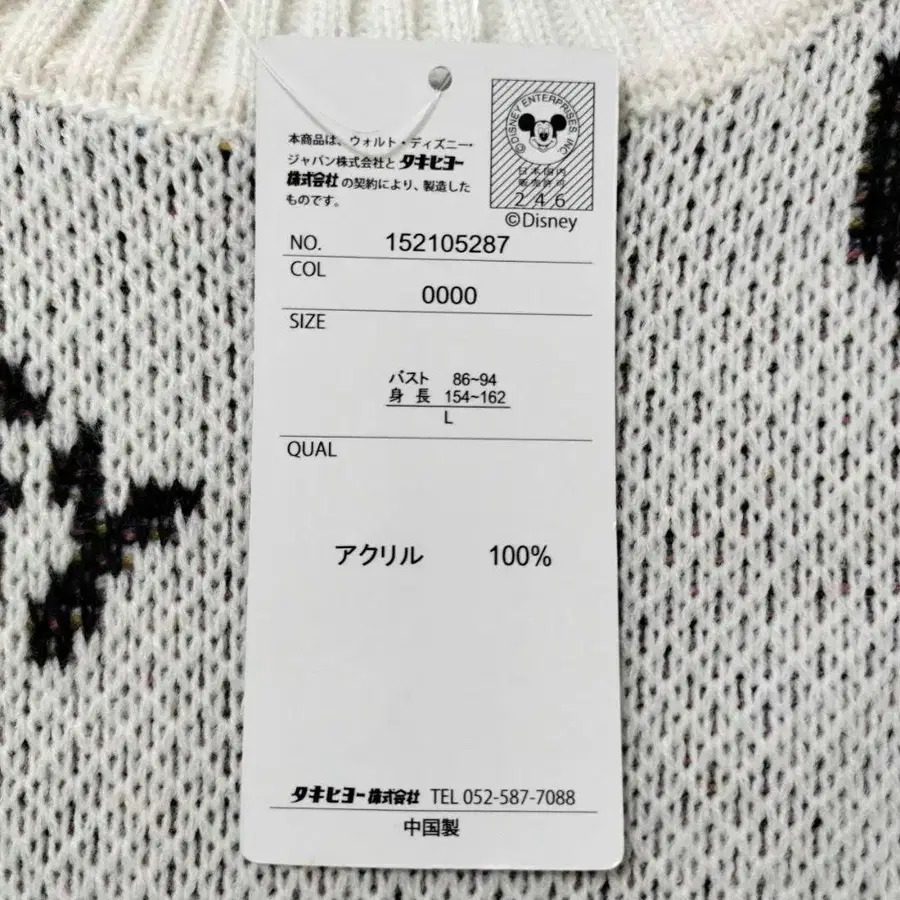 本商品は、ウォルト・ディズニー・
ジャパン株式会社とタキヒヨー
株式会社の契約により、製造した
ものです。
©DISNEY ENTERPRISES, INC.
日本国内
販売許可
246
©Disney
NO. 152105287
COL
0000
SIZE
バスト 86~94
身長 154~162
L
QUAL
アクリル 100%
タキヒヨー株式会社 TEL 052-587-7088
中国製